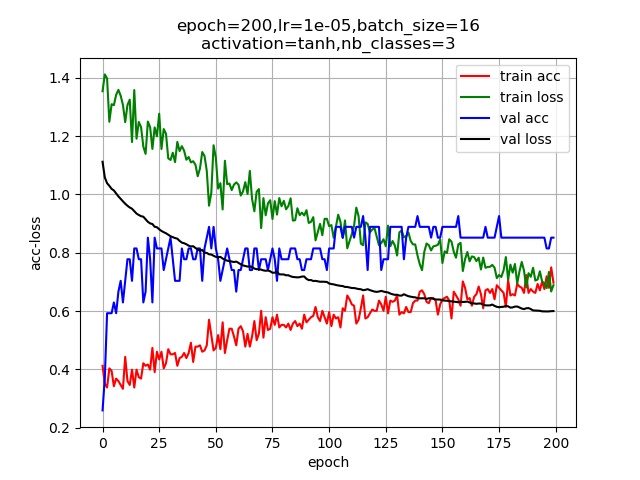 epoch=200,lr=1e-05,batch_size=16
activation=tanh,nb_classes=3
train acc
train loss
val acc
val loss
acc-loss
1.4
1.2
1.0
0.8
0.6
0.4
0.2
0 25 50 75 100 125 150 175 200
epoch